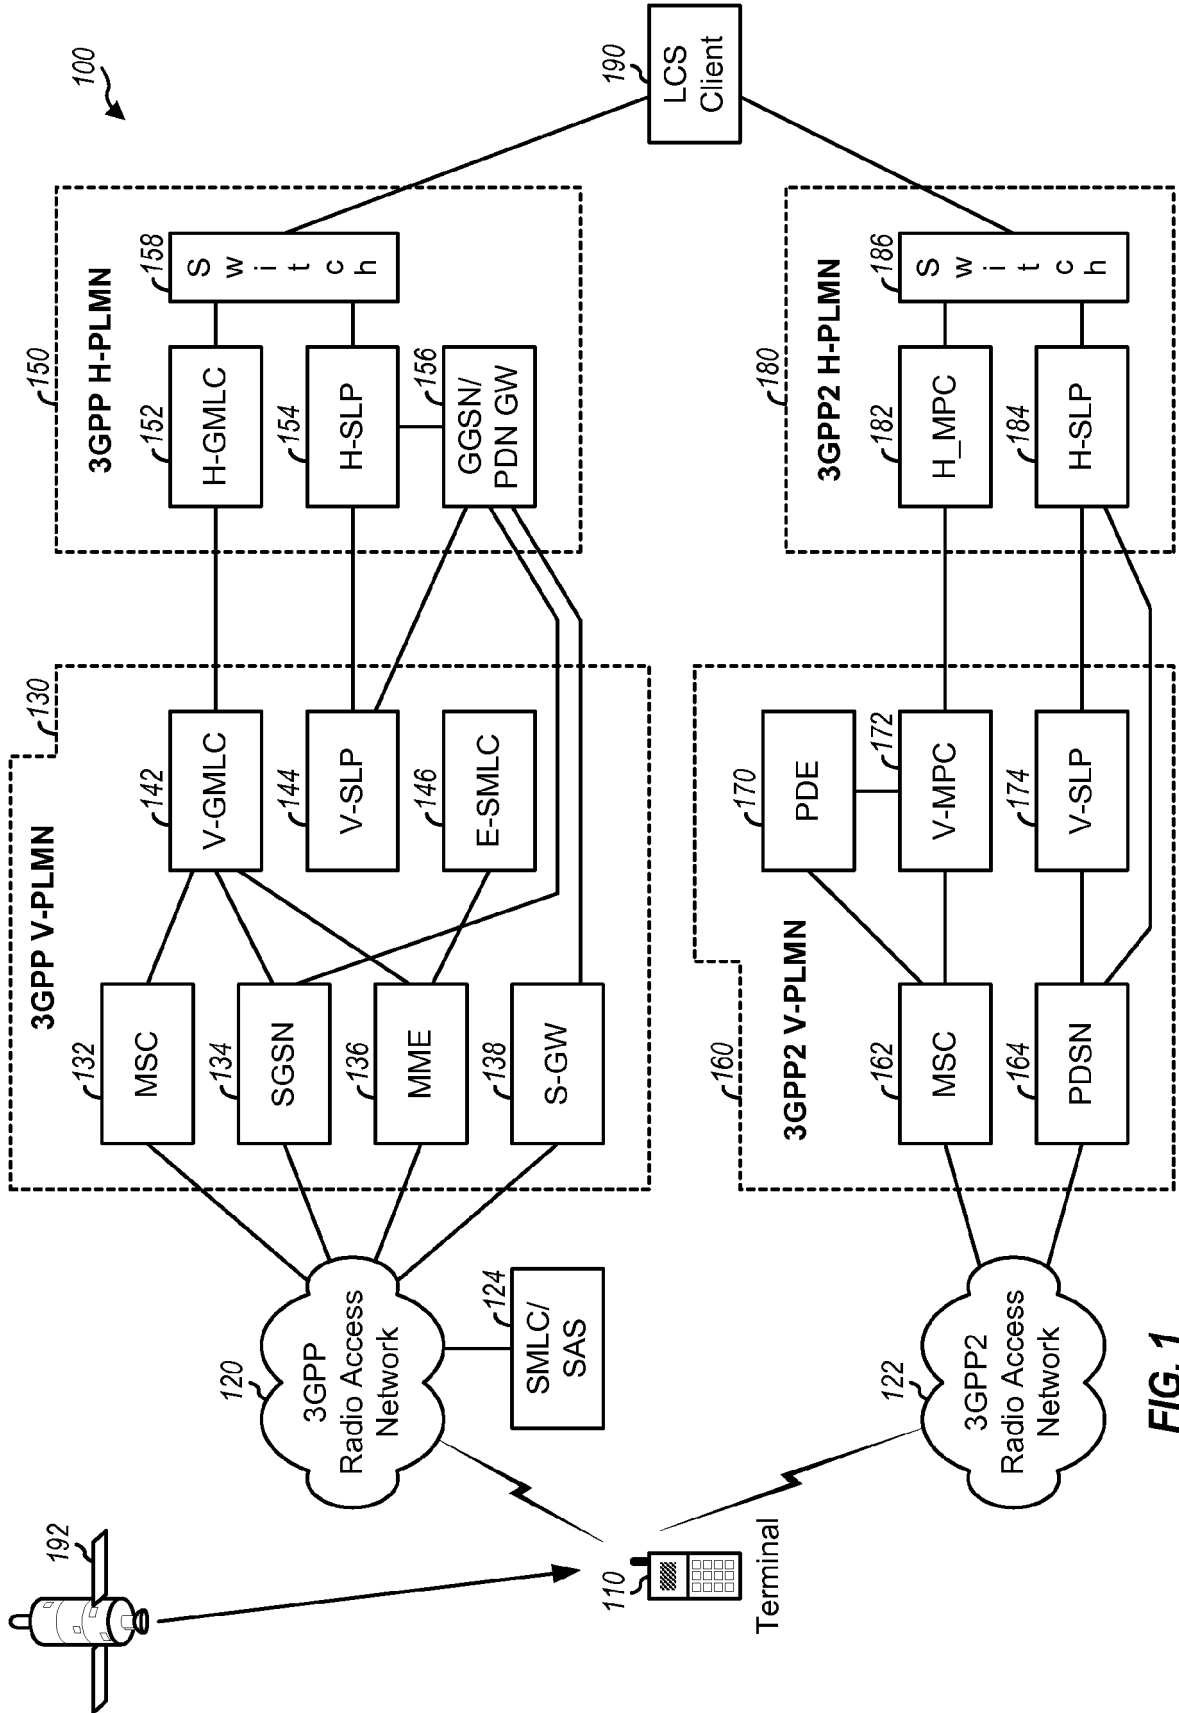 100
192
110
Terminal
120
3GPP
Radio Access
Network
124
SMLC/
SAS
130
3GPP V-PLMN
132
MSC
134
SGSN
136
MME
138
S-GW
142
V-GMLC
144
V-SLP
146
E-SMLC
150
3GPP H-PLMN
152
H-GMLC
154
H-SLP
156
GGSN/
PDN GW
158
Switch
190
LCS
Client
122
3GPP2
Radio Access
Network
160
3GPP2 V-PLMN
162
MSC
164
PDSN
170
PDE
172
V-MPC
174
V-SLP
180
3GPP2 H-PLMN
182
H_MPC
184
H-SLP
186
Switch
FIG. 1